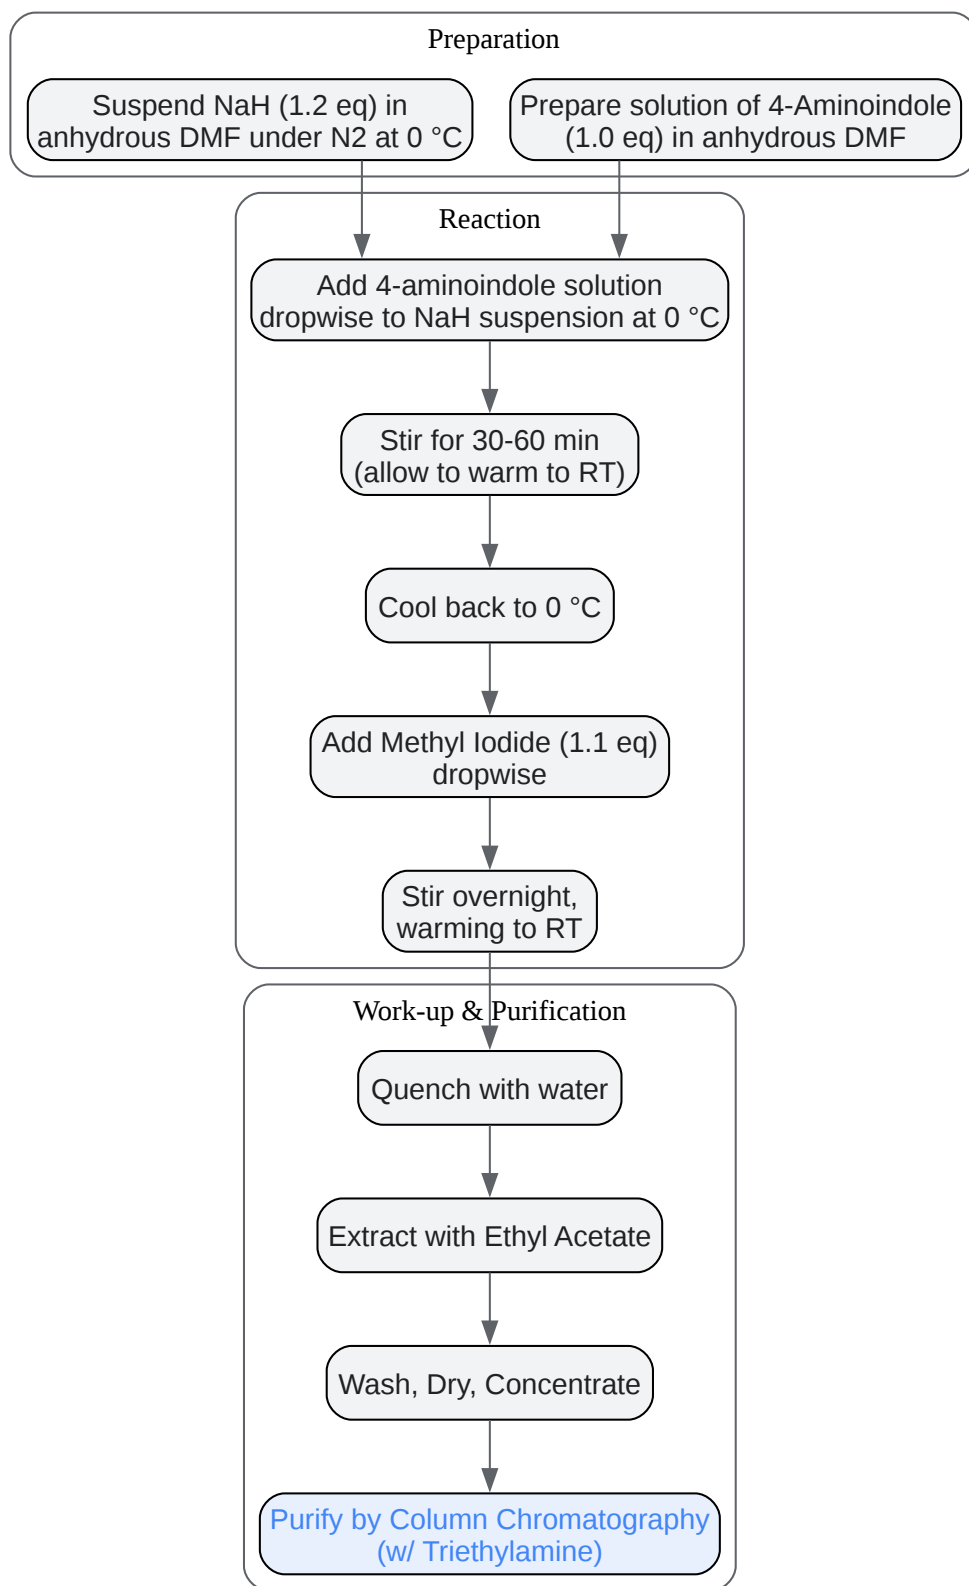 Preparation
Suspend NaH (1.2 eq) in
anhydrous DMF under N2 at 0 °C
Prepare solution of 4-Aminoindole
(1.0 eq) in anhydrous DMF
Reaction
Add 4-aminoindole solution
dropwise to NaH suspension at 0 °C
Stir for 30-60 min
(allow to warm to RT)
Cool back to 0 °C
Add Methyl Iodide (1.1 eq)
dropwise
Stir overnight,
warming to RT
Work-up & Purification
Quench with water
Extract with Ethyl Acetate
Wash, Dry, Concentrate
Purify by Column Chromatography
(w/ Triethylamine)